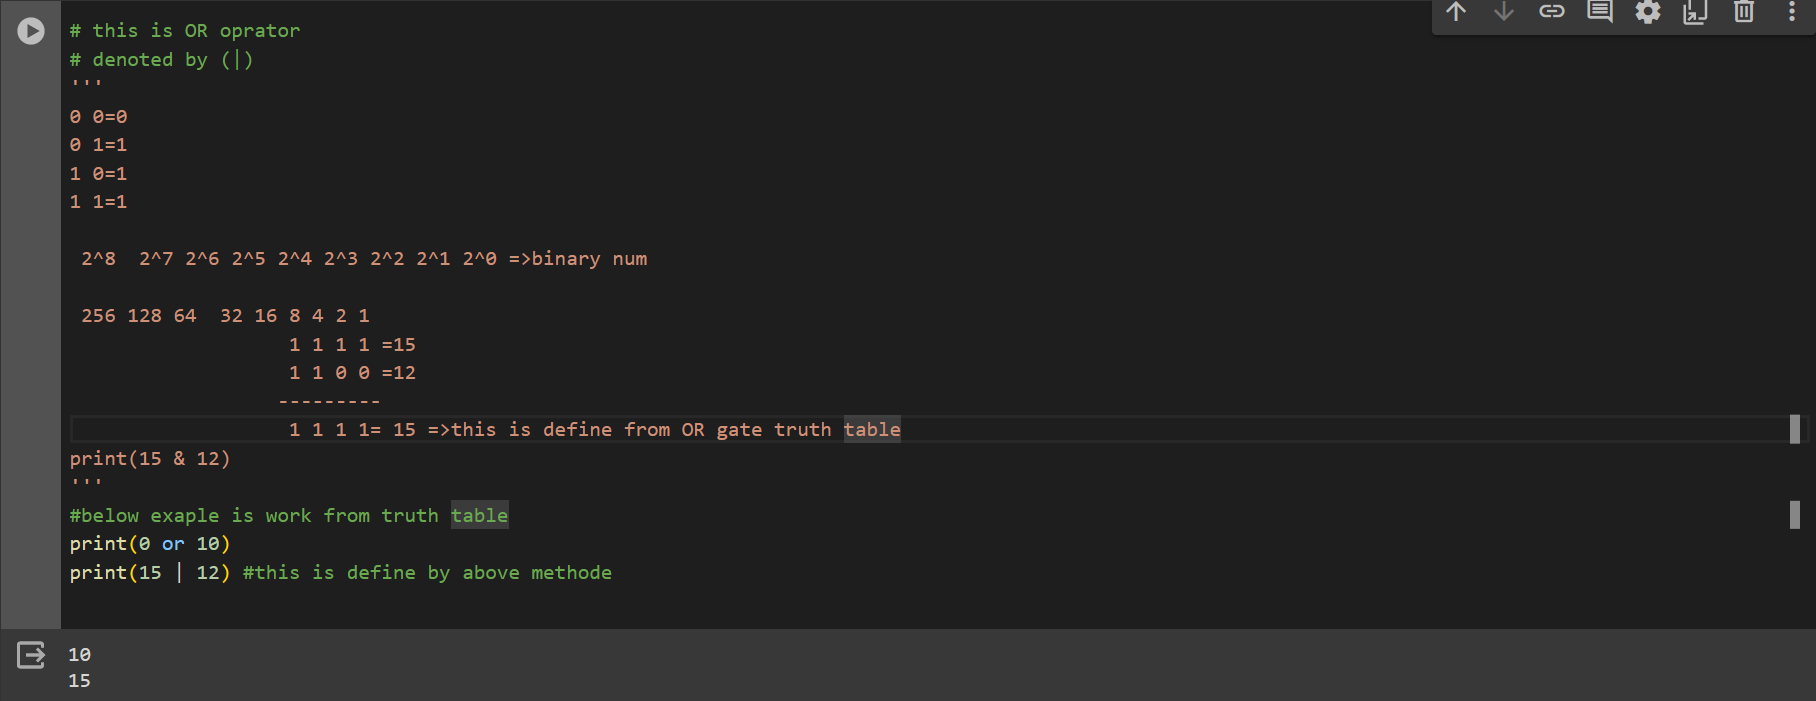 # this is OR oprator
# denoted by (|)
'''
0 0=0
0 1=1
1 0=1
1 1=1
2^8  2^7 2^6 2^5 2^4 2^3 2^2 2^1 2^0 =>binary num
256 128 64  32 16 8 4 2 1
1 1 1 1 =15
1 1 0 0 =12
---------
1 1 1 1= 15 =>this is define from OR gate truth table
print(15 & 12)
'''
#below exaple is work from truth table
print(0 or 10)
print(15 | 12) #this is define by above methode
10
15